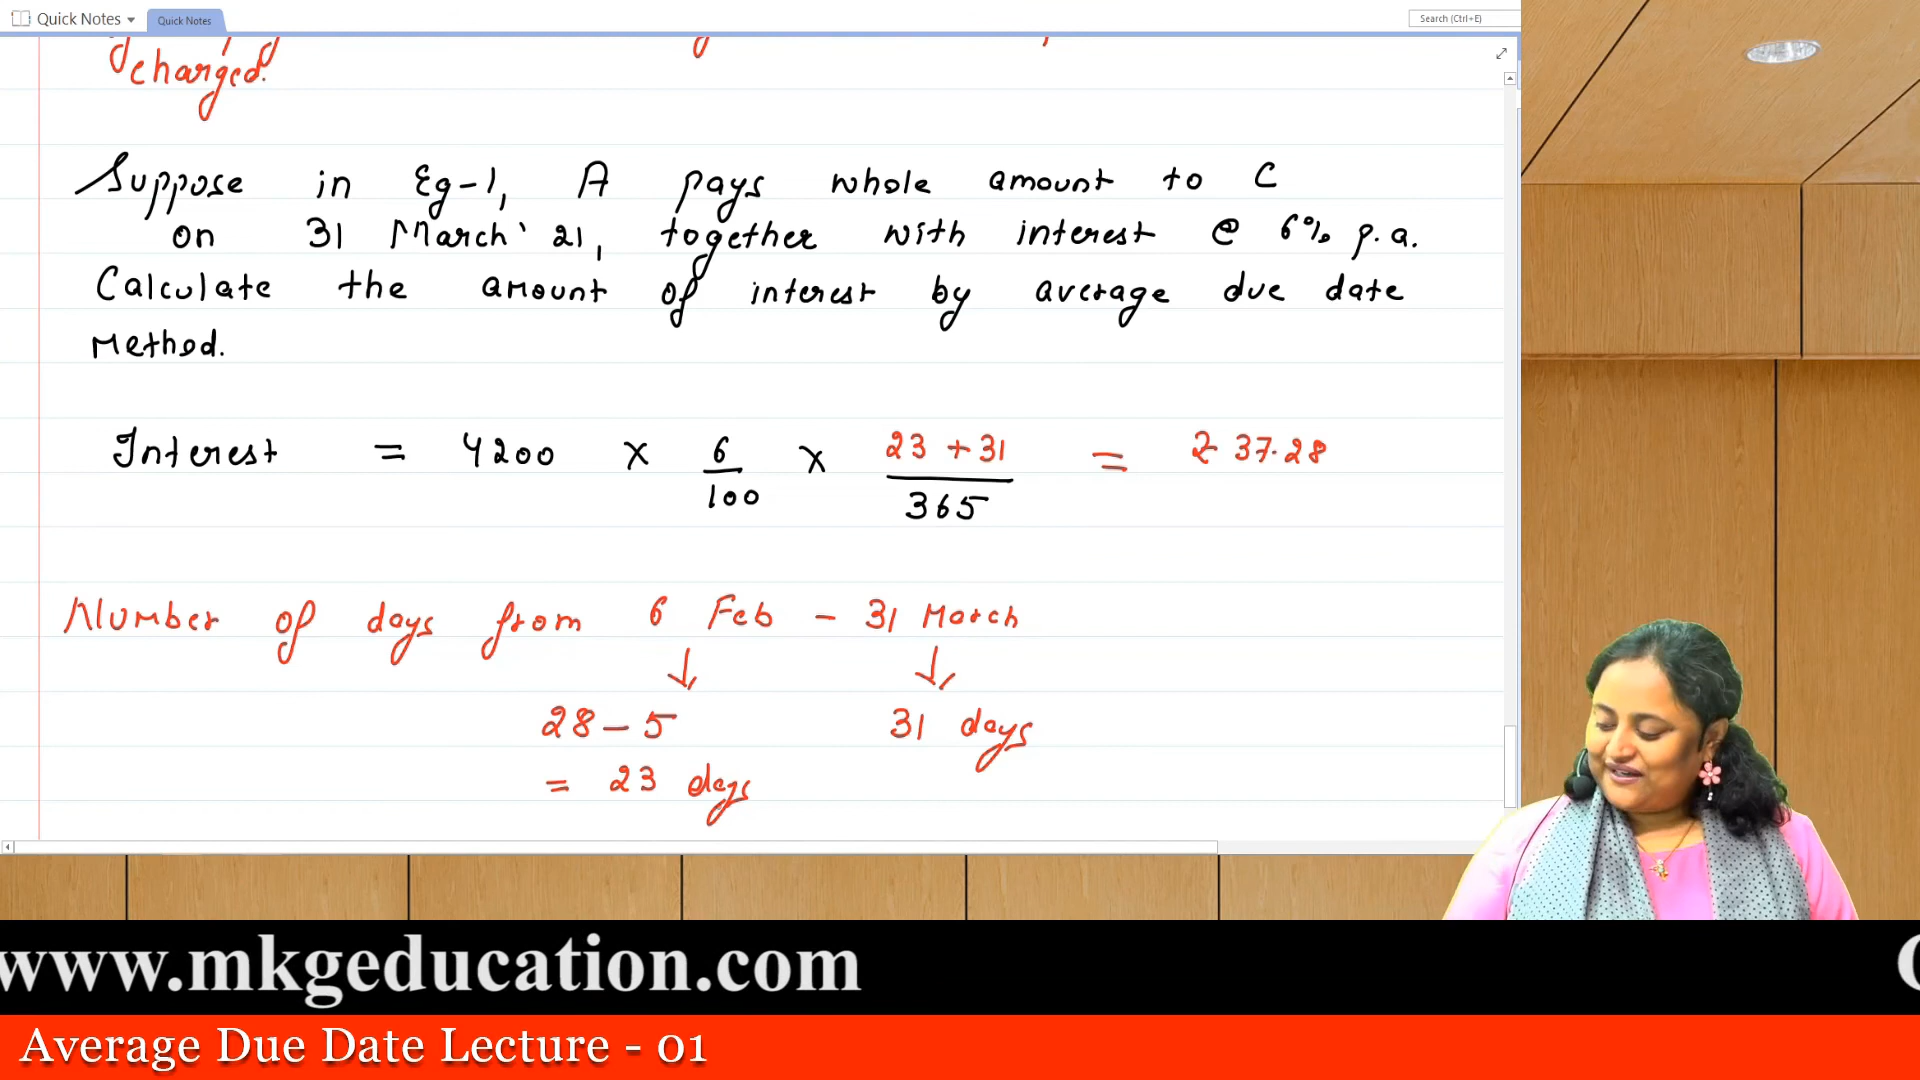 Quick Notes
Quick Notes
Search (Ctrl+E)
charged.
Suppose in Eg-1, A pays whole amount to C
on 31 March' 21, together with interest @ 6% p.a.
Calculate the amount of interest by average due date
Method.
Interest = 4200 x 6/100 x 23 + 31/365 = ₹ 37.28
Number of days from 6 Feb - 31 March
↓ ↓
28 - 5 31 days
= 23 days
www.mkgeducation.com
Average Due Date Lecture - 01